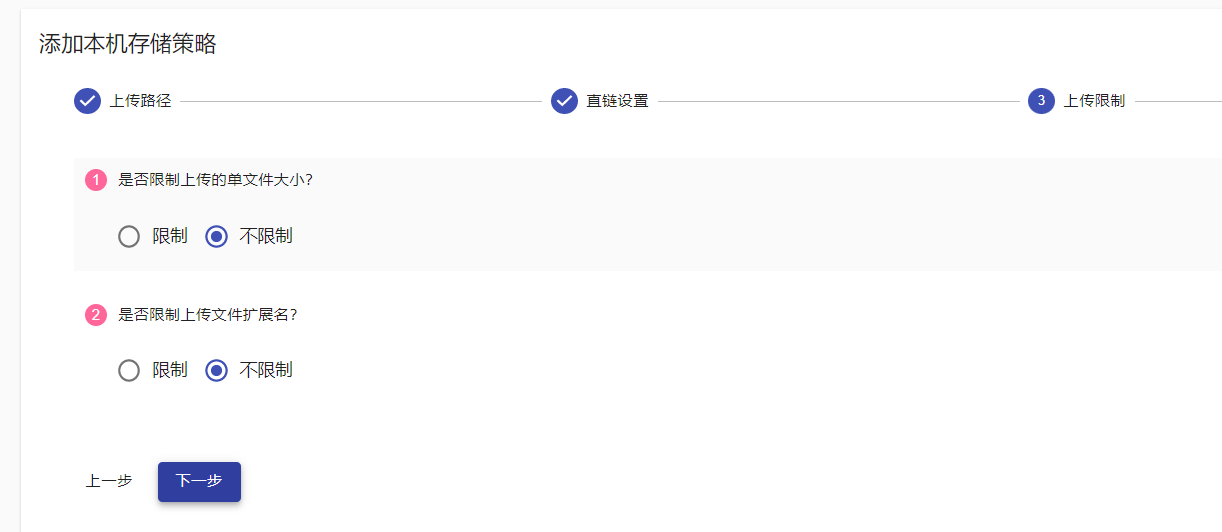 添加本机存储策略
上传路径 直链设置 3 上传限制
1 是否限制上传的单文件大小？
限制 不限制
2 是否限制上传文件扩展名？
限制 不限制
上一步 下一步